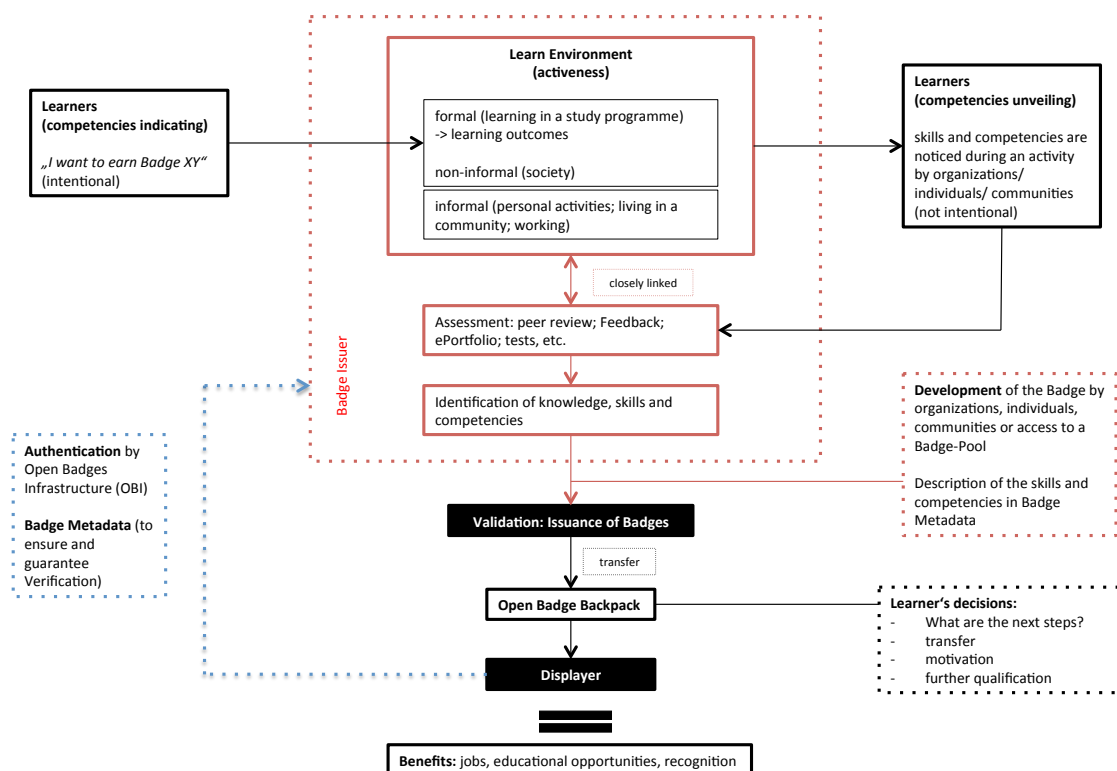 Learn Environment
(activeness)
Learners
(competencies indicating)
„I want to earn Badge XY“
(intentional)
formal (learning in a study programme)
-> learning outcomes
non-informal (society)
informal (personal activities; living in a
community; working)
Learners
(competencies unveiling)
skills and competencies are
noticed during an activity
by organizations/
individuals/ communities
(not intentional)
closely linked
Assessment: peer review; Feedback;
ePortfolio; tests, etc.
Badge Issuer
Identification of knowledge, skills and
competencies
Development of the Badge by
organizations, individuals,
communities or access to a
Badge-Pool
Description of the skills and
competencies in Badge
Metadata
Authentication by
Open Badges
Infrastructure (OBI)
Badge Metadata (to
ensure and
guarantee
Verification)
Validation: Issuance of Badges
transfer
Open Badge Backpack
Learner‘s decisions:
- What are the next steps?
- transfer
- motivation
- further qualification
Displayer
Benefits: jobs, educational opportunities, recognition